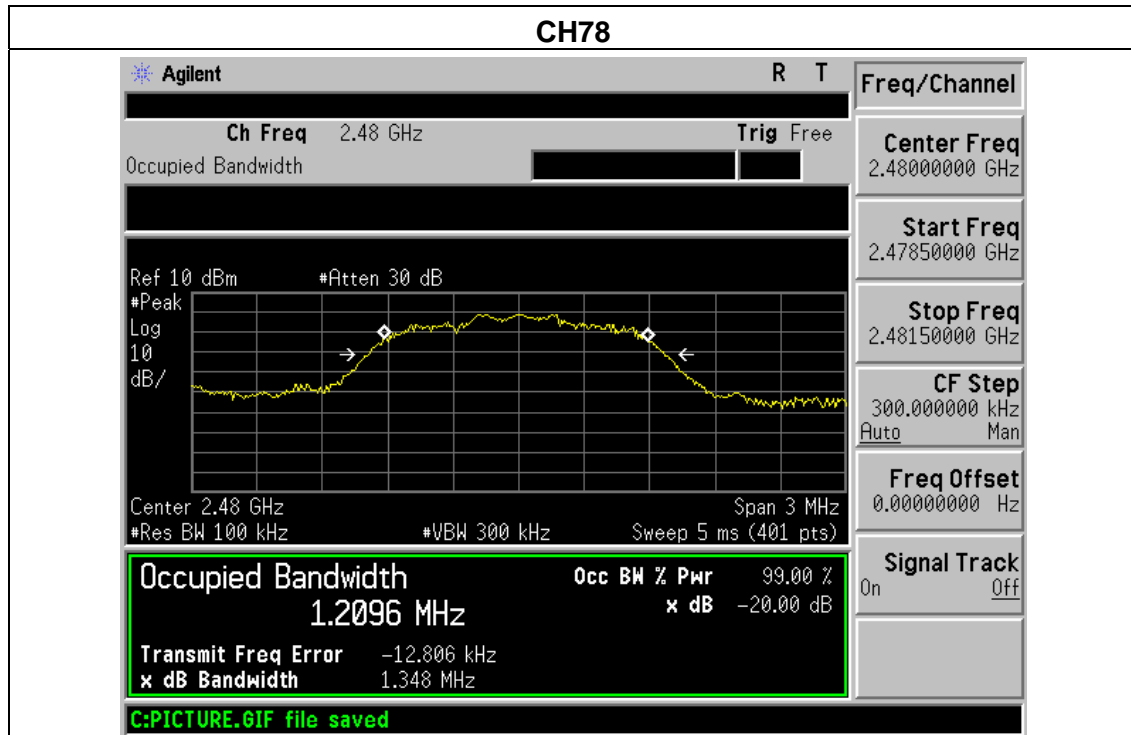 CH78
Agilent R T
Freq/Channel
Ch Freq 2.48 GHz Trig Free
Occupied Bandwidth
Center Freq
2.48000000 GHz
Start Freq
2.47850000 GHz
Stop Freq
2.48150000 GHz
CF Step
300.000000 kHz
Auto Man
Freq Offset
0.00000000 Hz
Signal Track
On Off
Ref 10 dBm #Atten 30 dB
#Peak
Log
10
dB/
Center 2.48 GHz Span 3 MHz
#Res BW 100 kHz #VBW 300 kHz Sweep 5 ms (401 pts)
Occupied Bandwidth
1.2096 MHz
Occ BW % Pwr 99.00 %
x dB -20.00 dB
Transmit Freq Error -12.806 kHz
x dB Bandwidth 1.348 MHz
C:PICTURE.GIF file saved